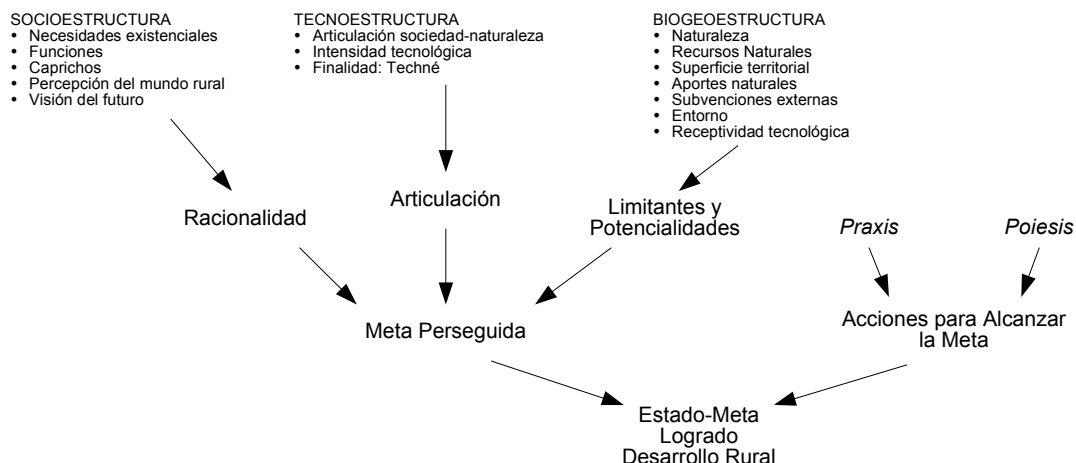 SOCIOESTRUCTURA
• Necesidades existenciales
• Funciones
• Caprichos
• Percepción del mundo rural
• Visión del futuro
TECNOESTRUCTURA
• Articulación sociedad-naturaleza
• Intensidad tecnológica
• Finalidad: Techné
BIOGEOESTRUCTURA
• Naturaleza
• Recursos Naturales
• Superficie territorial
• Aportes naturales
• Subvenciones externas
• Entorno
• Receptividad tecnológica
Racionalidad
Articulación
Limitantes y
Potencialidades
Praxis
Poiesis
Meta Perseguida
Acciones para Alcanzar
la Meta
Estado-Meta
Logrado
Desarrollo Rural